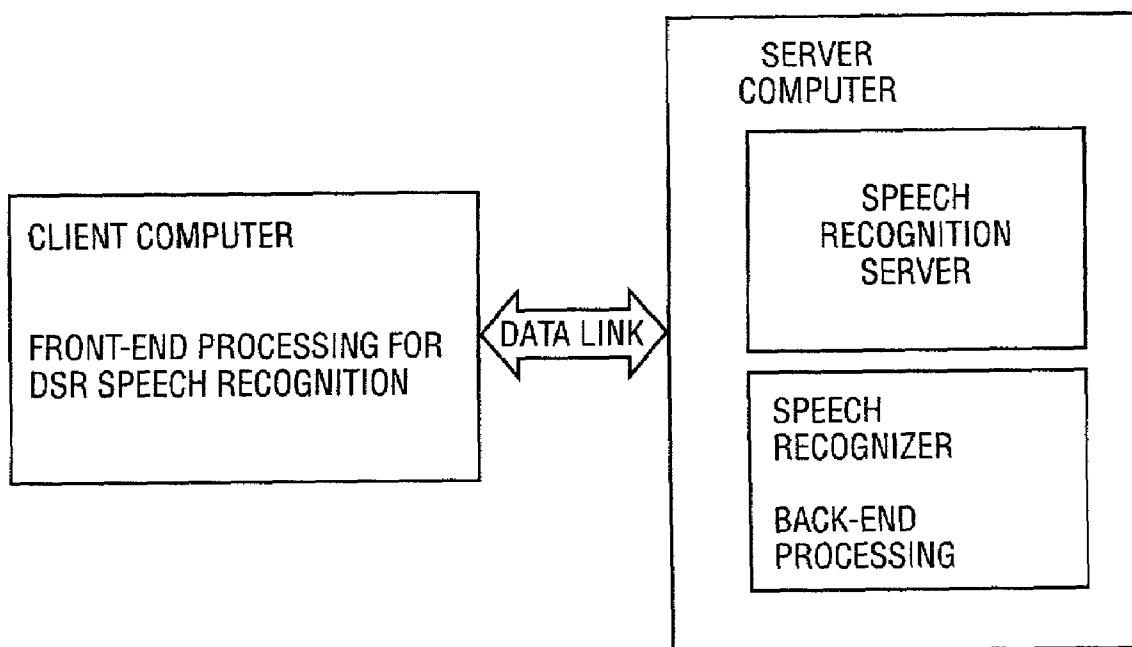 CLIENT COMPUTER
FRONT-END PROCESSING FOR
DSR SPEECH RECOGNITION
DATA LINK
SERVER
COMPUTER
SPEECH
RECOGNITION
SERVER
SPEECH
RECOGNIZER
BACK-END
PROCESSING